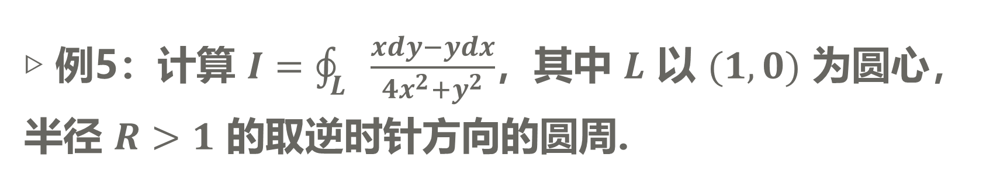 ▷ 例5：计算 I = ∮_L (xdy−ydx)/(4x²+y²)，其中 L 以 (1,0) 为圆心，
半径 R > 1 的取逆时针方向的圆周.